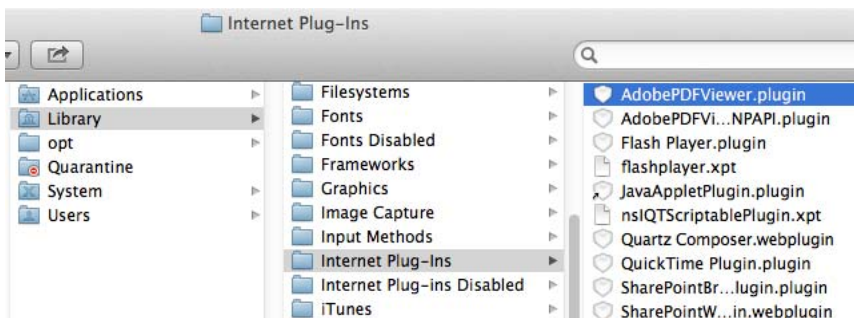 Internet Plug-Ins
Applications
Library
opt
Quarantine
System
Users
Filesystems
Fonts
Fonts Disabled
Frameworks
Graphics
Image Capture
Input Methods
Internet Plug-Ins
Internet Plug-ins Disabled
iTunes
AdobePDFViewer.plugin
AdobePDFVi...NPAPI.plugin
Flash Player.plugin
flashplayer.xpt
JavaAppletPlugin.plugin
nsIQTScriptablePlugin.xpt
Quartz Composer.webplugin
QuickTime Plugin.plugin
SharePointBr...lugin.plugin
SharePointW...in.webplugin